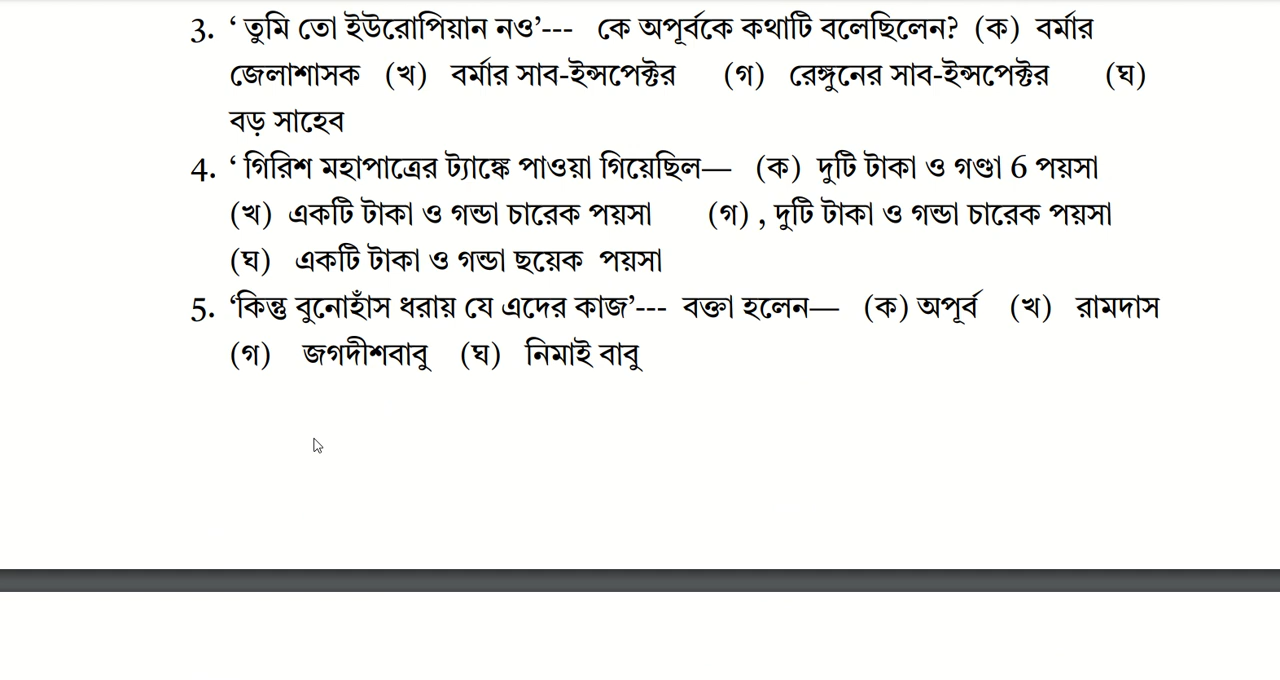 3. ‘ তুমি তো ইউরোপিয়ান নও’--- কে অপূর্বকে কথাটি বলেছিলেন? (ক) বর্মার
জেলাশাসক (খ) বর্মার সাব-ইন্সপেক্টর (গ) রেঙ্গুনের সাব-ইন্সপেক্টর (ঘ)
বড় সাহেব
4. ‘ গিরিশ মহাপাত্রের ট্যাঙ্কে পাওয়া গিয়েছিল— (ক) দুটি টাকা ও গণ্ডা 6 পয়সা
(খ) একটি টাকা ও গন্ডা চারেক পয়সা (গ) , দুটি টাকা ও গন্ডা চারেক পয়সা
(ঘ) একটি টাকা ও গন্ডা ছয়েক পয়সা
5. ‘কিন্তু বুনোহাঁস ধরায় যে এদের কাজ’--- বক্তা হলেন— (ক) অপূর্ব (খ) রামদাস
(গ) জগদীশবাবু (ঘ) নিমাই বাবু